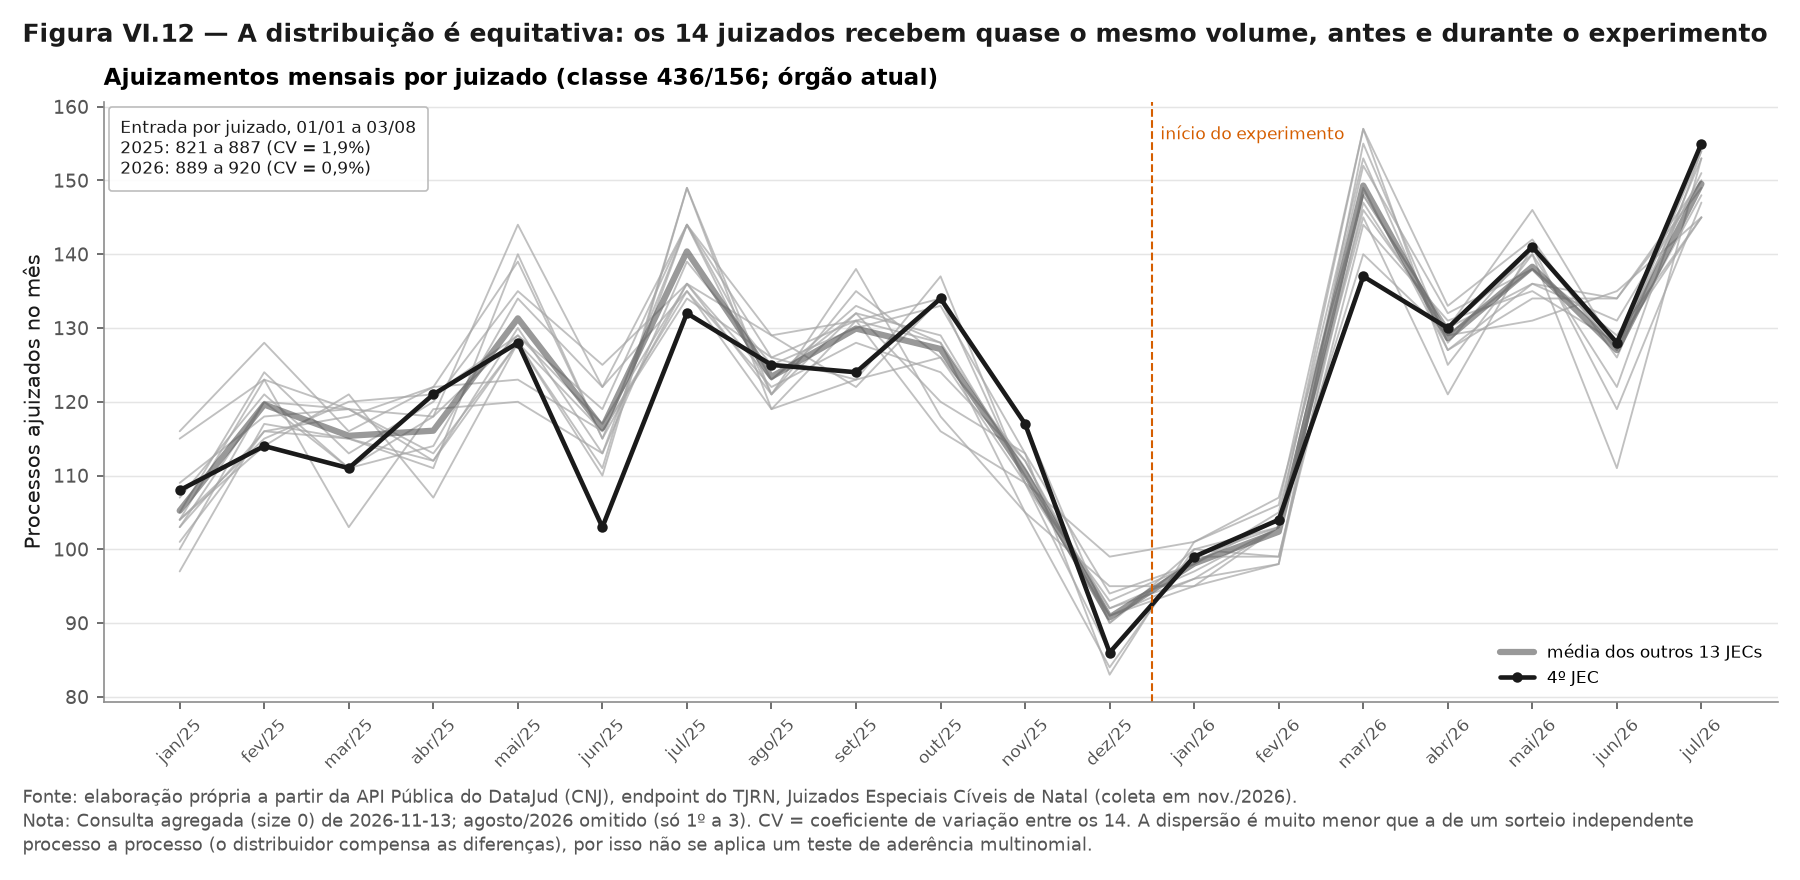 Figura VI.12 — A distribuição é equitativa: os 14 juizados recebem quase o mesmo volume, antes e durante o experimento
Ajuizamentos mensais por juizado (classe 436/156; órgão atual)
Processos ajuizados no mês
160
150
140
130
120
110
100
90
80
Entrada por juizado, 01/01 a 03/08
2025: 821 a 887 (CV = 1,9%)
2026: 889 a 920 (CV = 0,9%)
início do experimento
média dos outros 13 JECs
4º JEC
jan/25
fev/25
mar/25
abr/25
mai/25
jun/25
jul/25
ago/25
set/25
out/25
nov/25
dez/25
jan/26
fev/26
mar/26
abr/26
mai/26
jun/26
jul/26
Fonte: elaboração própria a partir da API Pública do DataJud (CNJ), endpoint do TJRN, Juizados Especiais Cíveis de Natal (coleta em nov./2026).
Nota: Consulta agregada (size 0) de 2026-11-13; agosto/2026 omitido (só 1º a 3). CV = coeficiente de variação entre os 14. A dispersão é muito menor que a de um sorteio independente
processo a processo (o distribuidor compensa as diferenças), por isso não se aplica um teste de aderência multinomial.